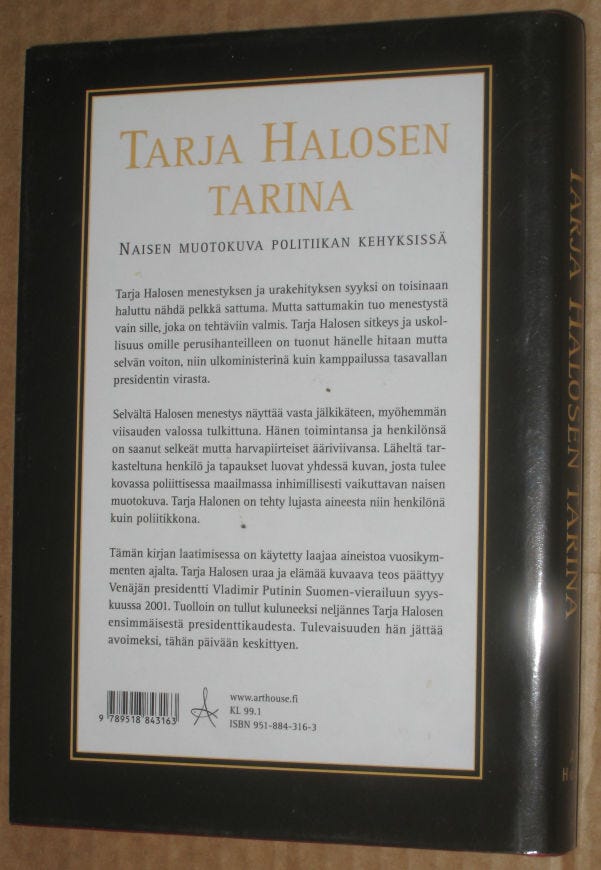 TARJA HALOSEN
TARINA
NAISEN MUOTOKUVA POLITIIKAN KEHYKSISSÄ
Tarja Halosen menestyksen ja urakehityksen syyksi on toisinaan
haluttu nähdä pelkkä sattuma. Mutta sattumakin tuo menestystä
vain sille, joka on tehtäviin valmis. Tarja Halosen sitkeys ja uskol-
lisuus omille perusihanteilleen on tuonut hänelle hitaan mutta
selvän voiton, niin ulkoministerinä kuin kamppailussa tasavallan
presidentin virasta.
Selvältä Halosen menestys näyttää vasta jälkikäteen, myöhemmän
viisauden valossa tulkittuna. Hänen toimintansa ja henkilönsä
on saanut selkeät mutta harvapiirteiset ääriviivansa. Läheltä tar-
kasteltuna henkilö ja tapaukset luovat yhdessä kuvan, josta tulee
kovassa poliittisessa maailmassa inhimillisesti vaikuttavan naisen
muotokuva. Tarja Halonen on tehty lujasta aineesta niin henkilönä
kuin poliitikkona.
Tämän kirjan laatimisessa on käytetty laajaa aineistoa vuosikym-
menten ajalta. Tarja Halosen uraa ja elämää kuvaava teos päättyy
Venäjän presidentti Vladimir Putinin Suomen-vierailuun syys-
kuussa 2001. Tuolloin on tullut kuluneeksi neljännes Tarja Halosen
ensimmäisestä presidenttikaudesta. Tulevaisuuden hän jättää
avoimeksi, tähän päivään keskittyen.
9 789518 843163
www.arthouse.fi
KL 99.1
ISBN 951-884-316-3
TARJA HALOSEN TARINA